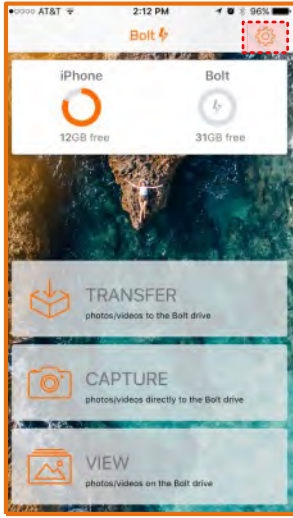 AT&T
2:12 PM
96%
Bolt
iPhone
Bolt
12GB free
31GB free
TRANSFER
photos/videos to the Bolt drive
CAPTURE
photos/videos directly to the Bolt drive
VIEW
photos/videos on the Bolt drive